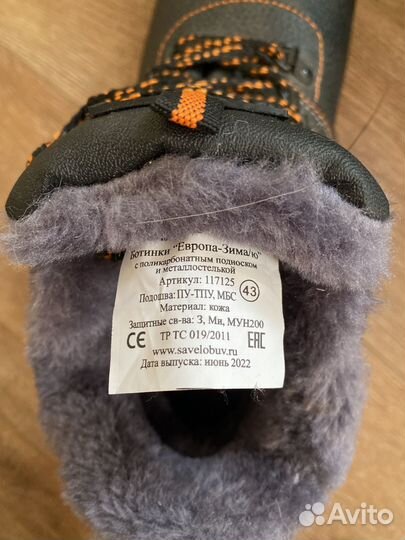 Ботинки "Европа-Зима/ю"
с поликарбонатным подноском
и металлостелькой
Артикул: 117125
Подошва: ПУ-ТПУ, МБС 43
Материал: кожа
Защитные св-ва: З, Ми, МУН200
CE ТР ТС 019/2011 EAC
www.savelobuv.ru
Дата выпуска: июнь 2022
Avito